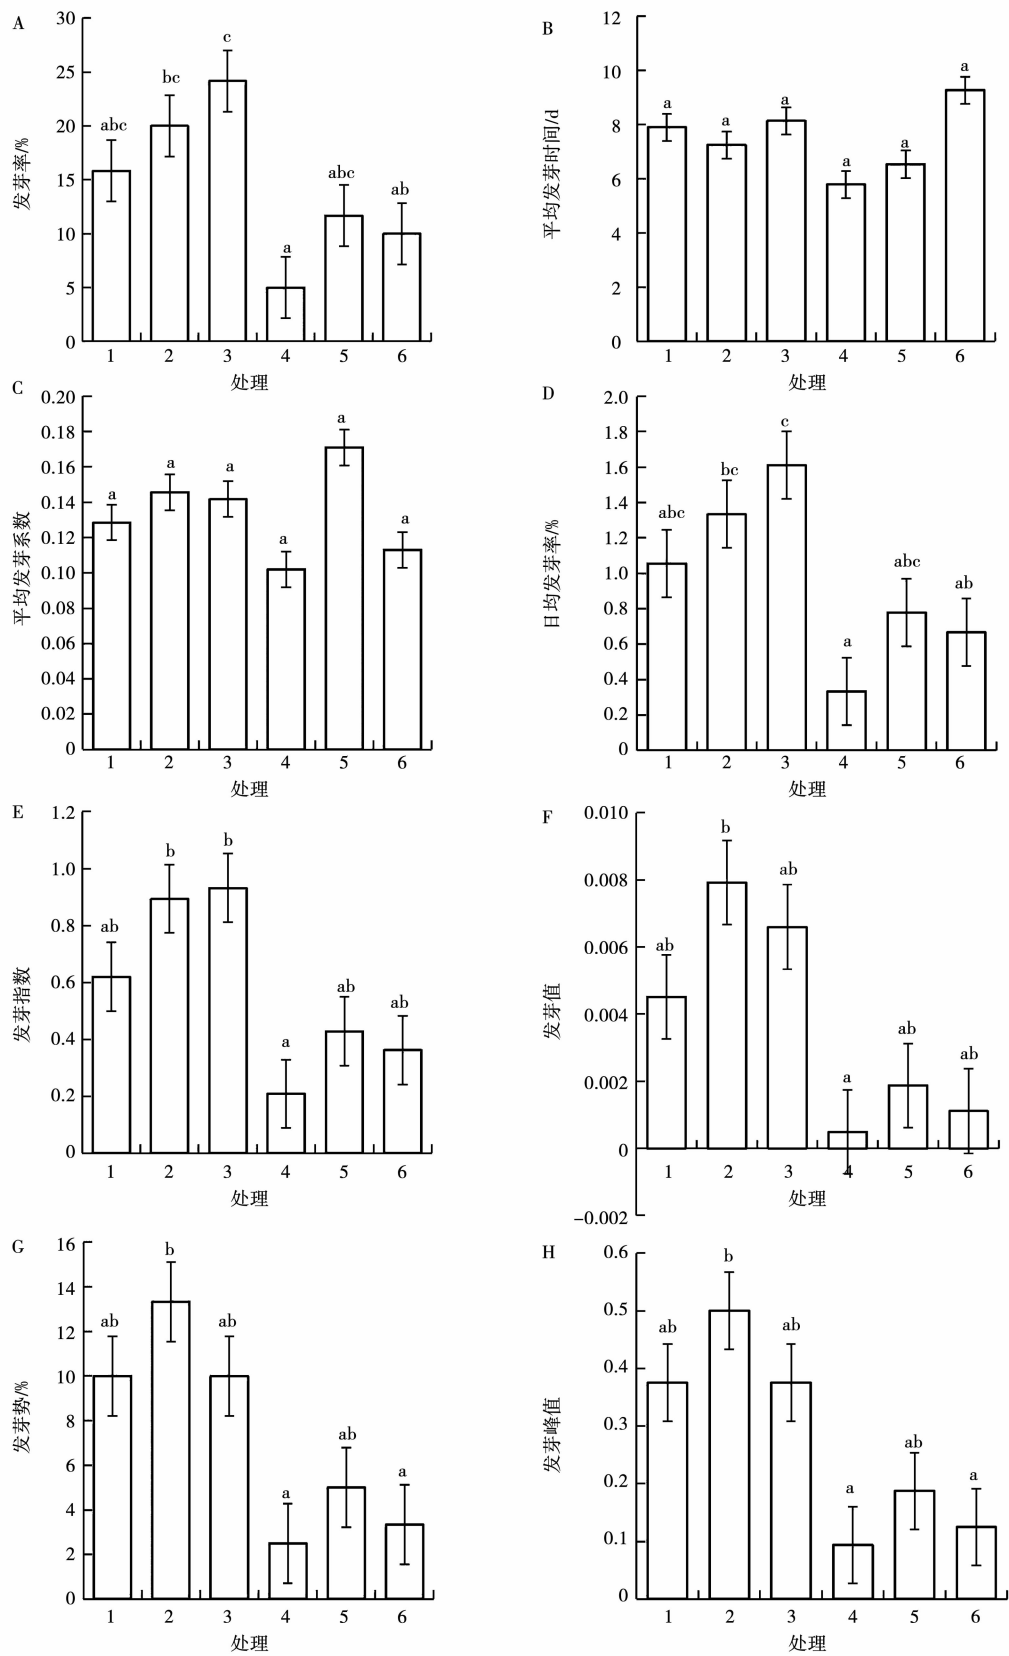 A
发芽率/%
30
25
20
15
10
5
0
abc
bc
c
a
abc
ab
1 2 3 4 5 6
处理
B
平均发芽时间/d
12
10
8
6
4
2
0
a
a
a
a
a
a
1 2 3 4 5 6
处理
C
平均发芽系数
0.20
0.18
0.16
0.14
0.12
0.10
0.08
0.06
0.04
0.02
0
a
a
a
a
a
a
1 2 3 4 5 6
处理
D
日均发芽率/%
2.0
1.8
1.6
1.4
1.2
1.0
0.8
0.6
0.4
0.2
0
abc
bc
c
a
abc
ab
1 2 3 4 5 6
处理
E
发芽指数
1.2
1.0
0.8
0.6
0.4
0.2
0
ab
b
b
a
ab
ab
1 2 3 4 5 6
处理
F
发芽值
0.010
0.008
0.006
0.004
0.002
0
-0.002
ab
b
ab
a
ab
ab
1 2 3 4 5 6
处理
G
发芽势/%
16
14
12
10
8
6
4
2
0
ab
b
ab
a
ab
a
1 2 3 4 5 6
处理
H
发芽峰值
0.6
0.5
0.4
0.3
0.2
0.1
0
ab
b
ab
a
ab
a
1 2 3 4 5 6
处理